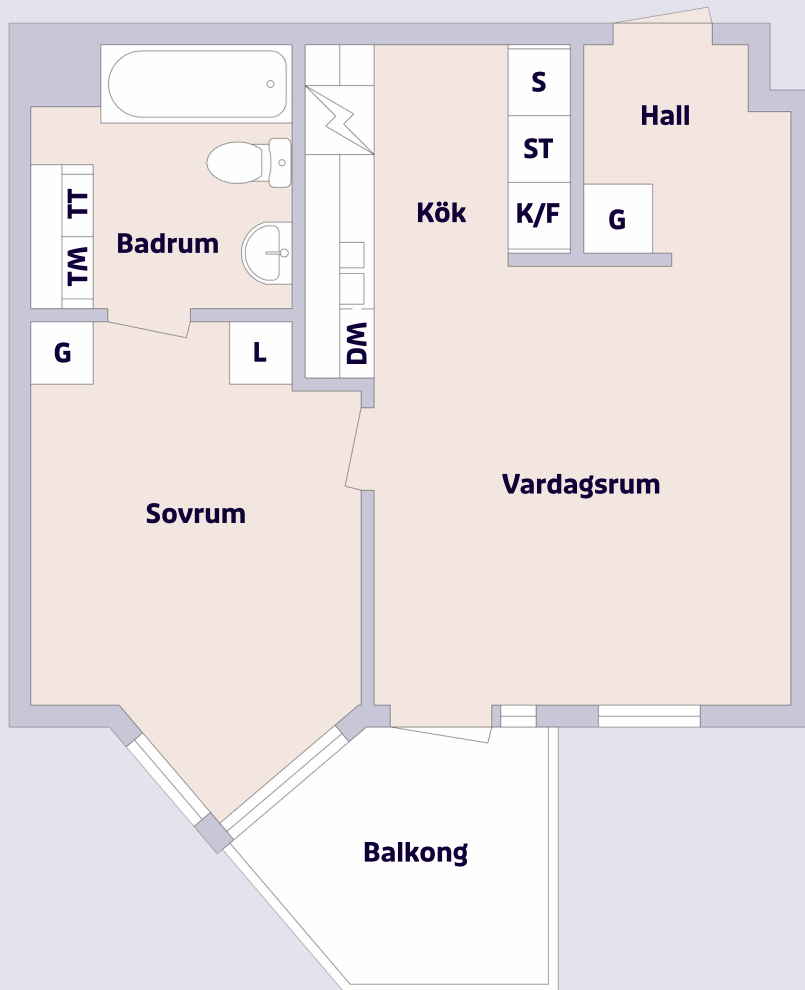 S
Hall
ST
TT
Kök
K/F
G
Badrum
TM
DM
G
L
Vardagsrum
Sovrum
Balkong